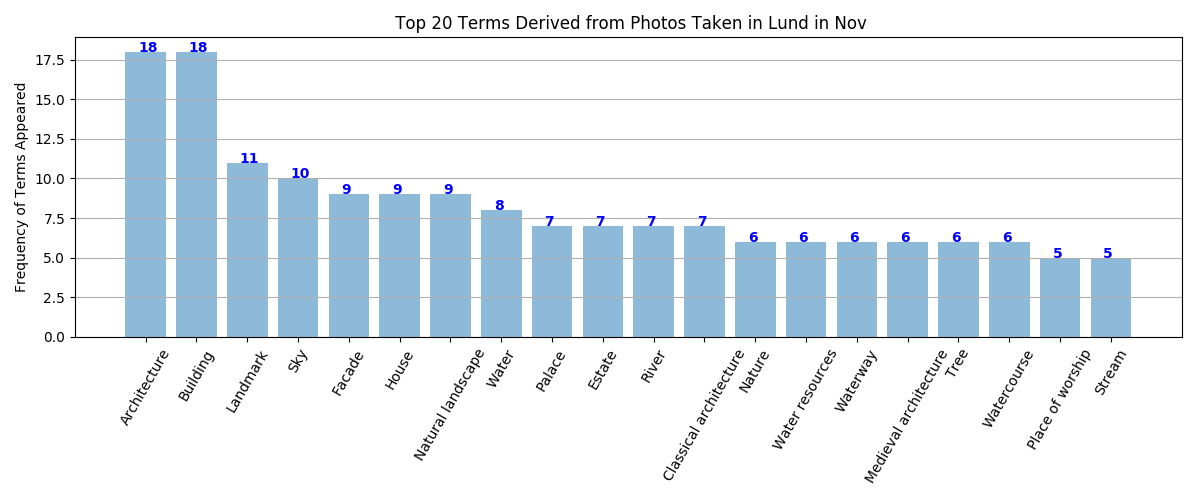 Top 20 Terms Derived from Photos Taken in Lund in Nov
Frequency of Terms Appeared
17.5
15.0
12.5
10.0
7.5
5.0
2.5
0.0
18
18
11
10
9
9
9
8
7
7
7
7
6
6
6
6
6
6
5
5
Architecture
Building
Landmark
Sky
Facade
House
Natural landscape
Water
Palace
Estate
River
Classical architecture
Nature
Water resources
Waterway
Medieval architecture
Tree
Watercourse
Place of worship
Stream